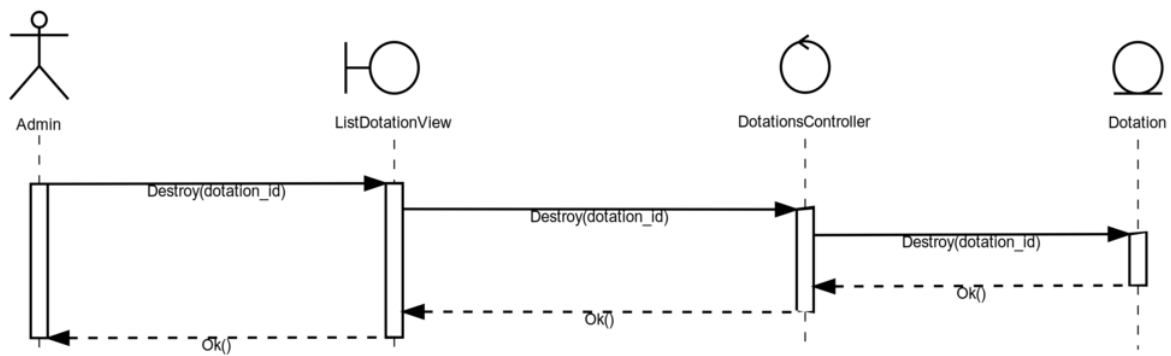 Admin
ListDotationView
DotationsController
Dotation
Destroy(dotation_id)
Destroy(dotation_id)
Destroy(dotation_id)
Ok()
Ok()
Ok()